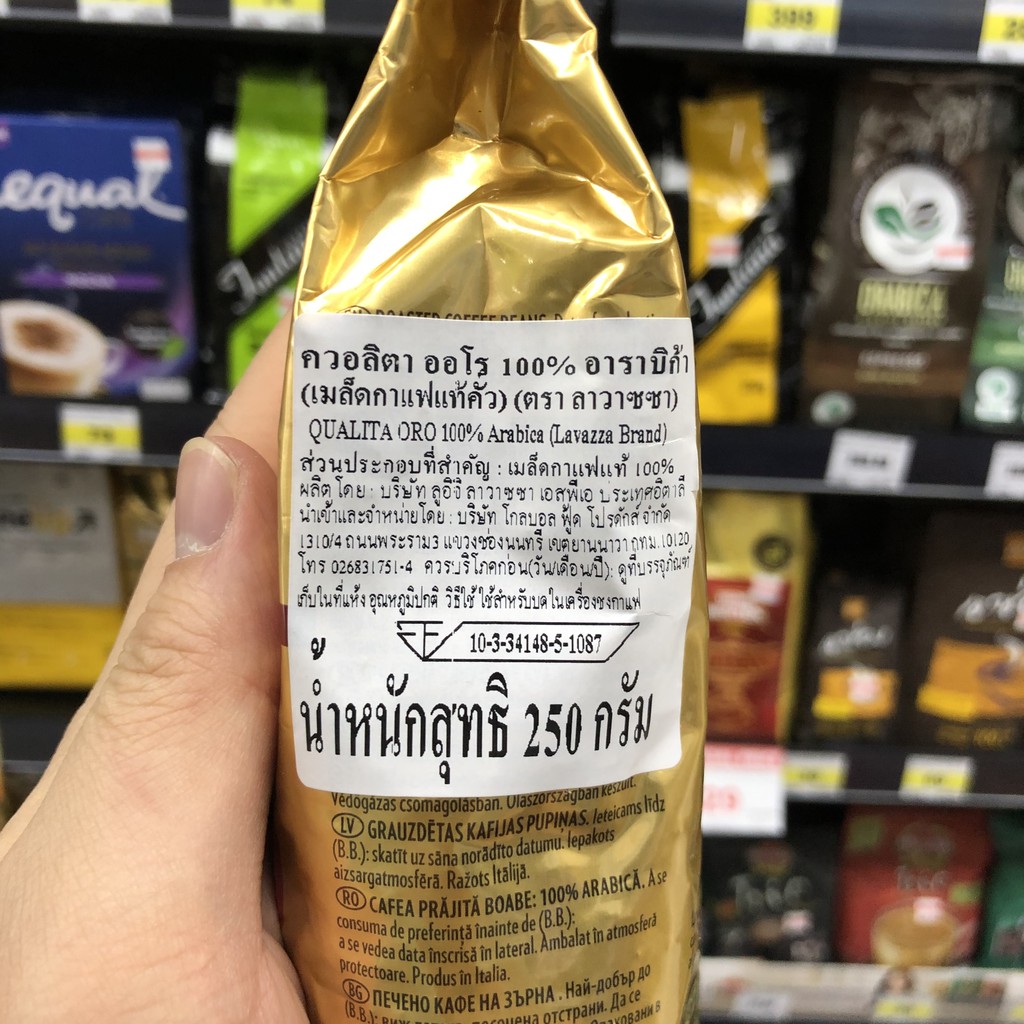 399
equal
ARABICA
ROASTED COFFEE BEANS.
ควอลิตา ออโร 100% อาราบิก้า
(เมล็ดกาแฟแท้คั่ว) (ตรา ลาวาซซา)
QUALITA ORO 100% Arabica (Lavazza Brand)
ส่วนประกอบที่สำคัญ : เมล็ดกาแฟแท้ 100%
ผลิตโดย : บริษัท ลูอิจิ ลาวาซซา เอสพีเอ ประเทศอิตาลี
นำเข้าและจำหน่ายโดย : บริษัท โกลบอล ฟู้ด โปรดักส์ จำกัด
1310/4 ถนนพระราม3 แขวงช่องนนทรี เขตยานนาวา กทม.10120
โทร 026831751-4 ควรบริโภคก่อน(วัน/เดือน/ปี): ดูที่บรรจุภัณฑ์
เก็บในที่แห้ง อุณหภูมิปกติ วิธีใช้ ใช้สำหรับบดในเครื่องชงกาแฟ
10-3-34148-5-1087
น้ำหนักสุทธิ 250 กรัม
Védőgázas csomagolásban. Olaszországban készült.
LV GRAUZDĒTAS KAFIJAS PUPIŅAS. Ieteicams līdz
(B.B.): skatīt uz sāna norādīto datumu. Iepakots
aizsargatmosfērā. Ražots Itālijā.
RO CAFEA PRĂJITĂ BOABE: 100% ARABICĂ. A se
consuma de preferință înainte de (B.B.):
a se vedea data înscrisă în lateral. Ambalat în atmosferă
protectoare. Produs în Italia.
BG ПЕЧЕНО КАФЕ НА ЗЪРНА . Най-добър до
(B.B.): виж отстрани. Да се